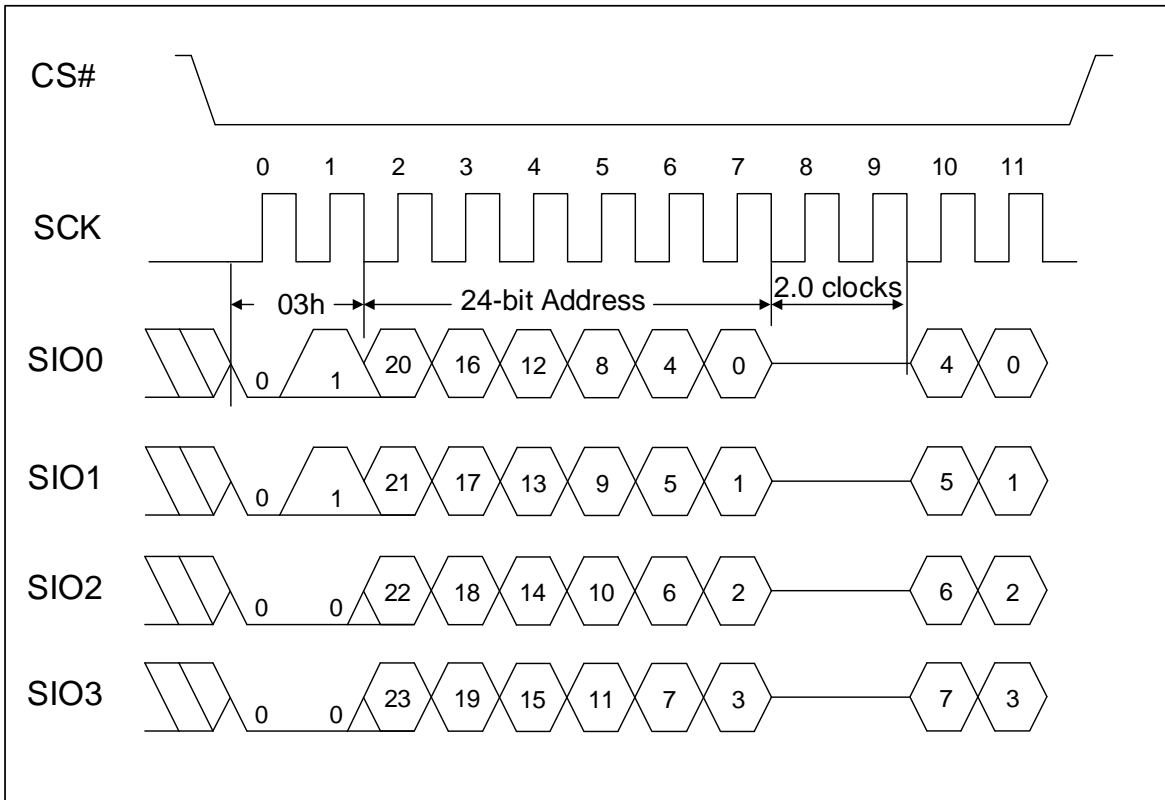 CS#
0 1 2 3 4 5 6 7 8 9 10 11
SCK
03h 24-bit Address 2.0 clocks
SIO0 0 1 20 16 12 8 4 0 4 0
SIO1 0 1 21 17 13 9 5 1 5 1
SIO2 0 0 22 18 14 10 6 2 6 2
SIO3 0 0 23 19 15 11 7 3 7 3